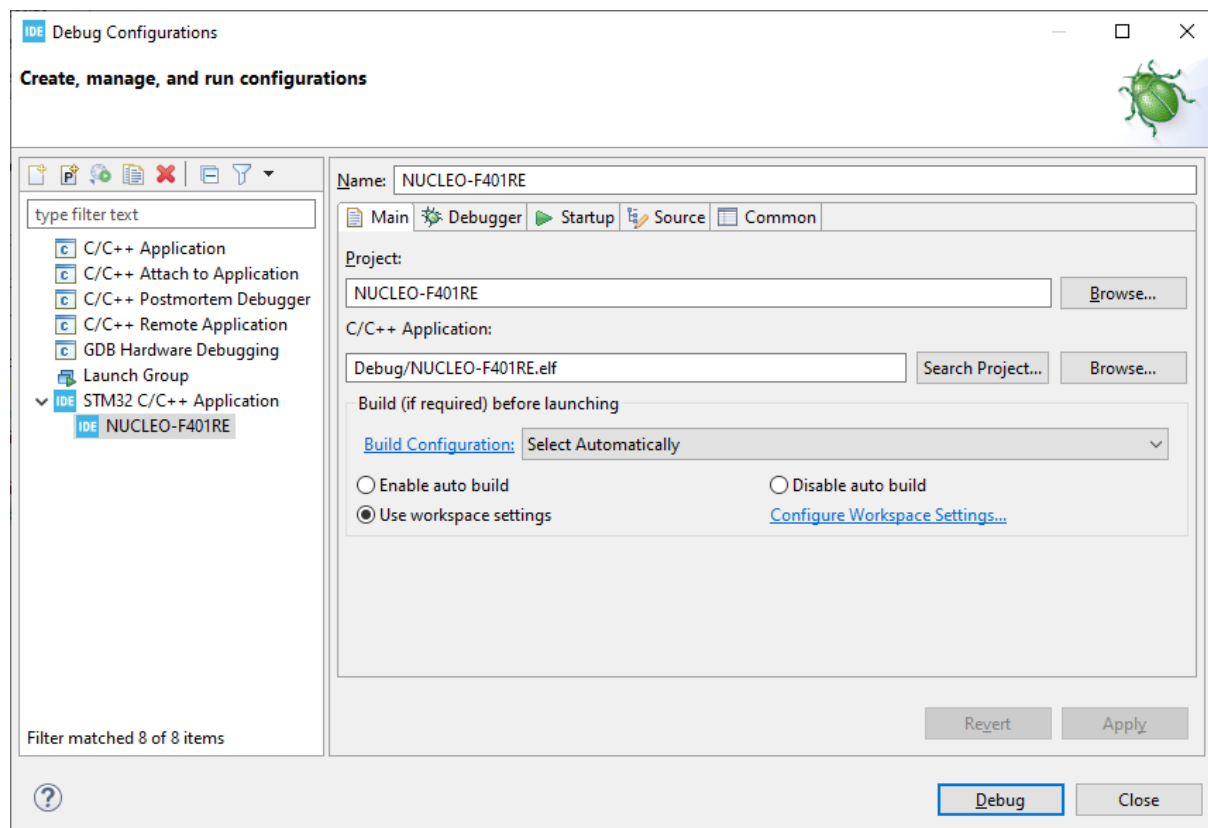 IDE Debug Configurations
Create, manage, and run configurations
type filter text
C/C++ Application
C/C++ Attach to Application
C/C++ Postmortem Debugger
C/C++ Remote Application
GDB Hardware Debugging
Launch Group
IDE STM32 C/C++ Application
IDE NUCLEO-F401RE
Filter matched 8 of 8 items
Name: NUCLEO-F401RE
Main Debugger Startup Source Common
Project:
NUCLEO-F401RE Browse...
C/C++ Application:
Debug/NUCLEO-F401RE.elf Search Project... Browse...
Build (if required) before launching
Build Configuration: Select Automatically
Enable auto build Disable auto build
Use workspace settings Configure Workspace Settings...
Revert Apply
? Debug Close